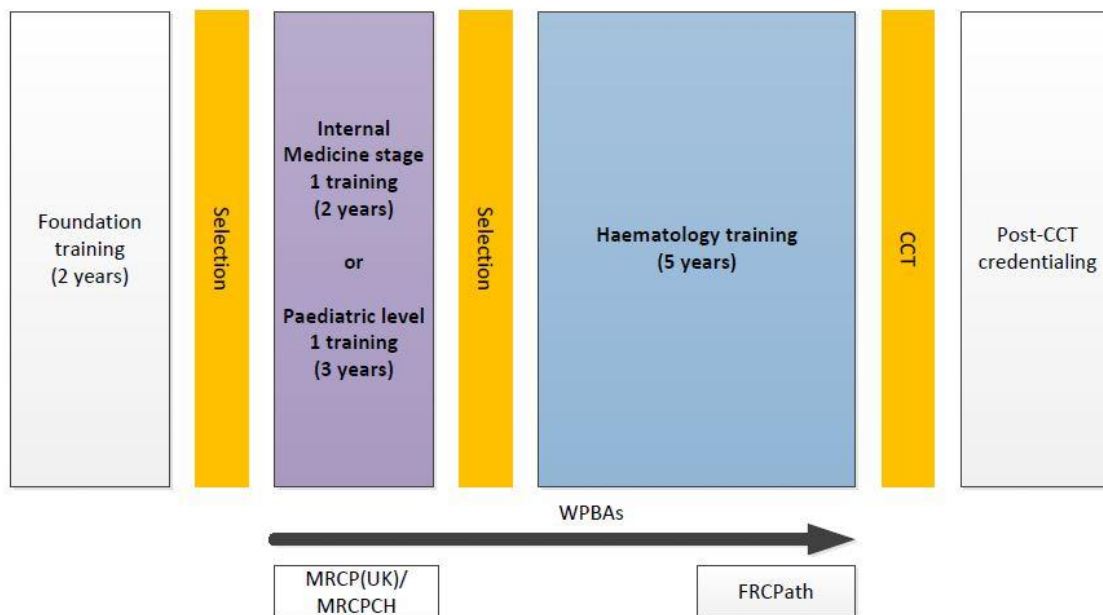 Foundation
training
(2 years)
Selection
Internal
Medicine stage
1 training
(2 years)
or
Paediatric level
1 training
(3 years)
Selection
Haematology training
(5 years)
CCT
Post-CCT
credentialing
WPBAs
MRCP(UK)/
MRCPCH
FRCPath